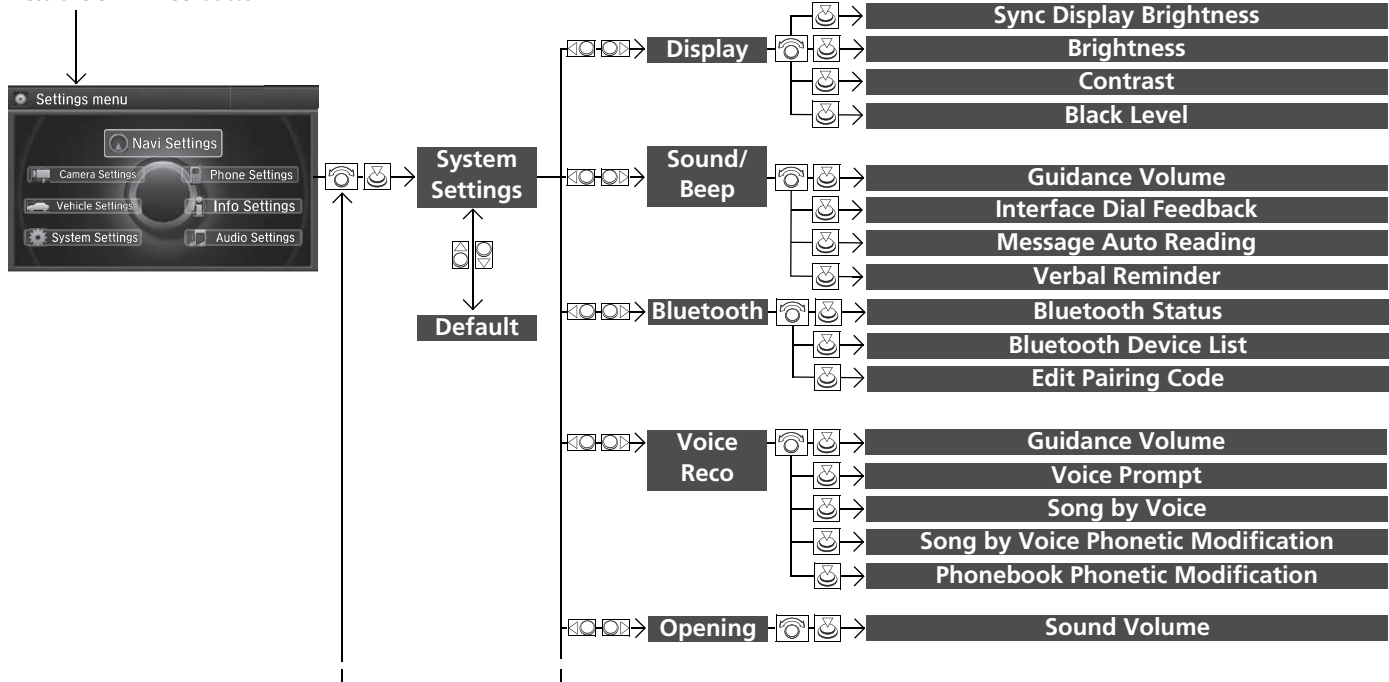 Settings menu
Navi Settings
Camera Settings
Phone Settings
Vehicle Settings
Info Settings
System Settings
Audio Settings
System
Settings
Default
Display
Sync Display Brightness
Brightness
Contrast
Black Level
Sound/
Beep
Guidance Volume
Interface Dial Feedback
Message Auto Reading
Verbal Reminder
Bluetooth
Bluetooth Status
Bluetooth Device List
Edit Pairing Code
Voice
Reco
Guidance Volume
Voice Prompt
Song by Voice
Song by Voice Phonetic Modification
Phonebook Phonetic Modification
Opening
Sound Volume